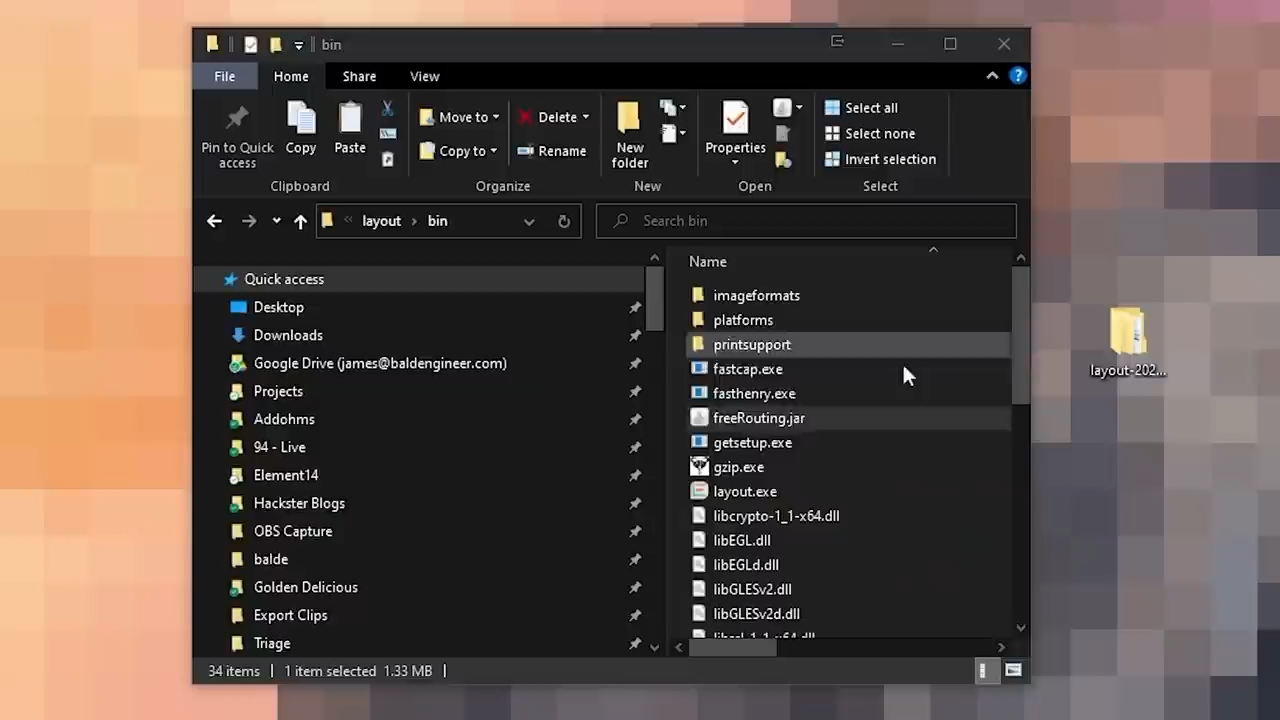 bin
File Home Share View
Pin to Quick access
Copy
Paste
Move to
Copy to
Delete
Rename
New folder
Properties
Select all
Select none
Invert selection
Clipboard Organize New Open Select
layout bin
Search bin
Quick access
Desktop
Downloads
Google Drive (james@baldengineer.com)
Projects
Addohms
94 - Live
Element14
Hackster Blogs
OBS Capture
balde
Golden Delicious
Export Clips
Triage
Name
imageformats
platforms
printsupport
fastcap.exe
fasthenry.exe
freeRouting.jar
getsetup.exe
gzip.exe
layout.exe
libcrypto-1_1-x64.dll
libEGL.dll
libEGLd.dll
libGLESv2.dll
libGLESv2d.dll
34 items 1 item selected 1.33 MB
layout-202...